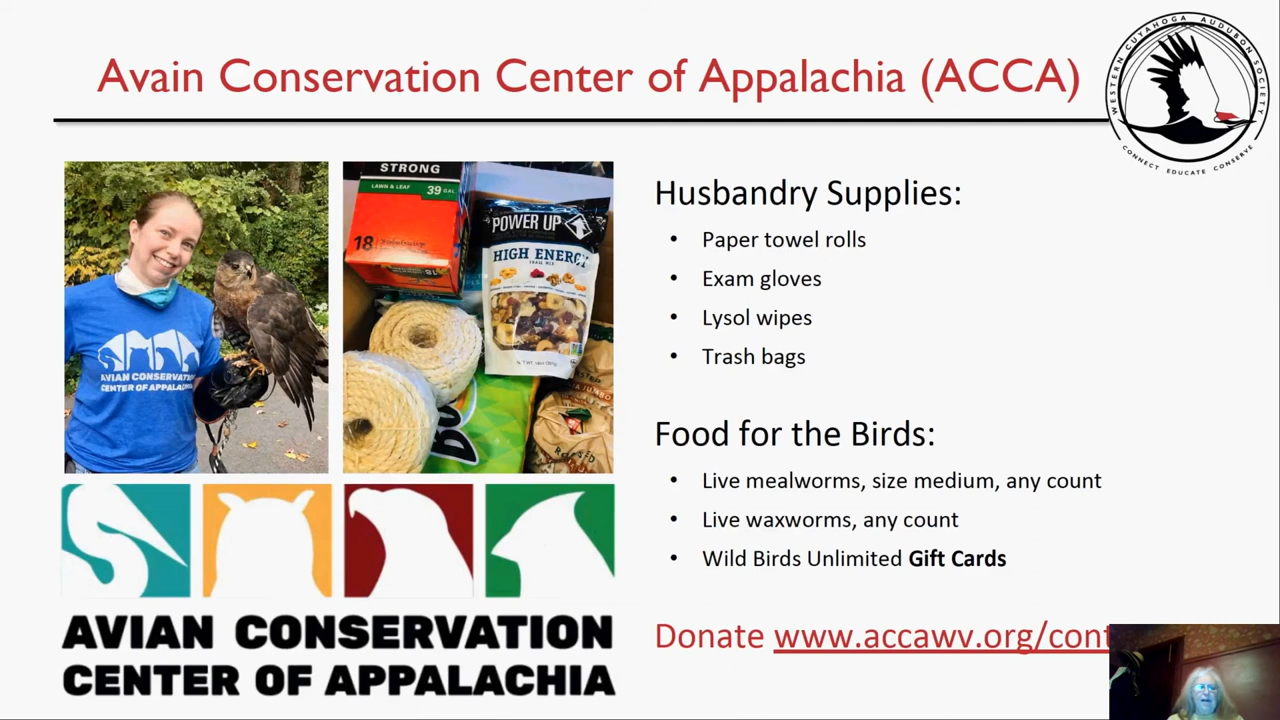 Avain Conservation Center of Appalachia (ACCA)
WESTERN CUYAHOGA AUDUBON SOCIETY
CONNECT EDUCATE CONSERVE
AVIAN CONSERVATION
CENTER OF APPALACHIA
STRONG
LAWN & LEAF 39 GAL
18
POWER UP
HIGH ENERGY
TRAIL MIX
Husbandry Supplies:
• Paper towel rolls
• Exam gloves
• Lysol wipes
• Trash bags
Food for the Birds:
• Live mealworms, size medium, any count
• Live waxworms, any count
• Wild Birds Unlimited Gift Cards
AVIAN CONSERVATION
CENTER OF APPALACHIA
Donate www.accawv.org/cont